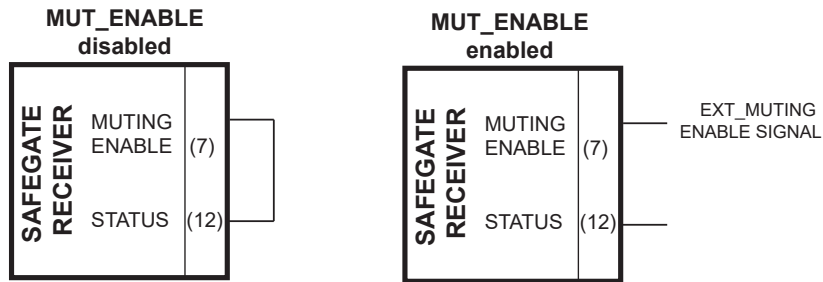 MUT_ENABLE
disabled
SAFEGATE
RECEIVER
MUTING
ENABLE
(7)
STATUS
(12)
MUT_ENABLE
enabled
SAFEGATE
RECEIVER
MUTING
ENABLE
(7)
STATUS
(12)
EXT_MUTING
ENABLE SIGNAL